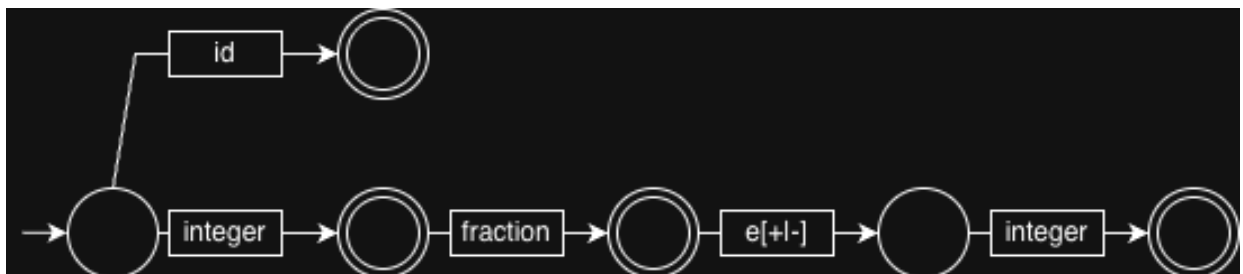 id
integer
fraction
e[+|-]
integer